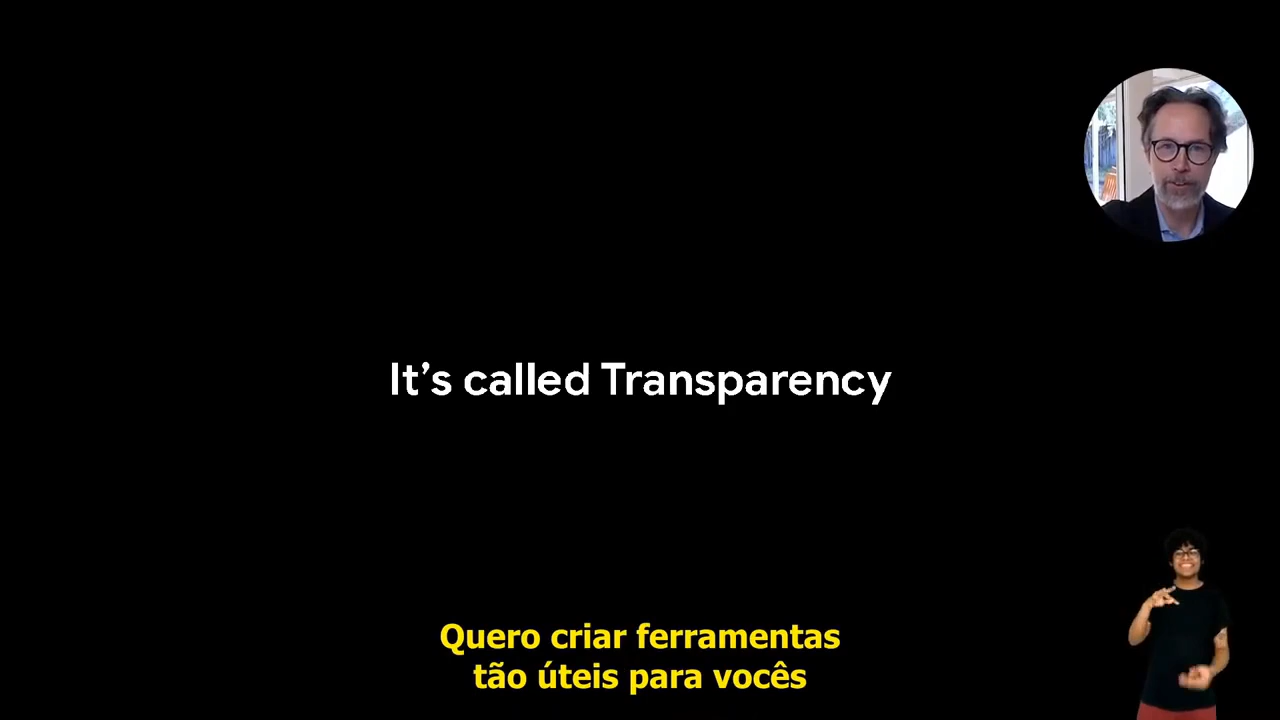 It's called Transparency
Quero criar ferramentas
tão úteis para vocês